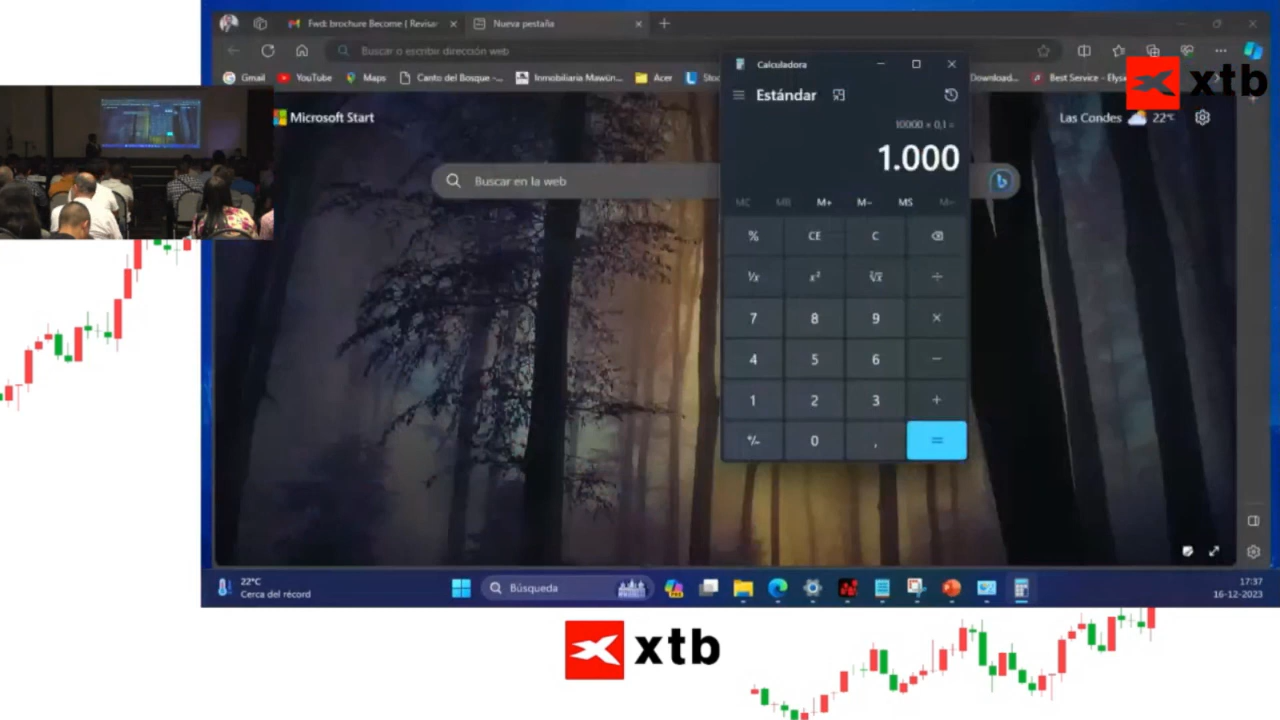 Fwd: brochure Become ( Revisar
Nueva pestaña
Buscar o escribir dirección web
Gmail
YouTube
Maps
Canto del Bosque -...
Inmobiliaria Mawün...
Acer
Download...
Best Service - Elysi
xtb
Microsoft Start
Las Condes
22°C
Buscar en la web
Calculadora
Estándar
10000 × 0,1 =
1.000
MC MR M+ M- MS
% CE C
⅟x x² ²√x ÷
7 8 9 ×
4 5 6 −
1 2 3 +
+/- 0 , =
22°C
Cerca del récord
Búsqueda
17:37
16-12-2023
xtb